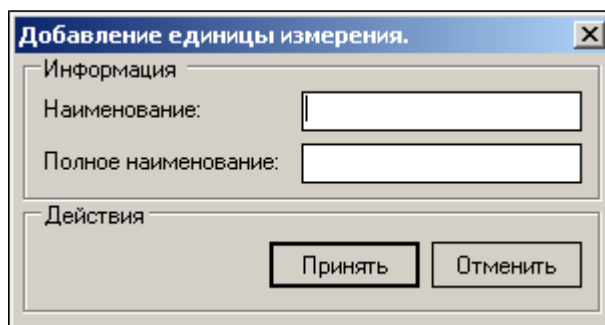 Добавление единицы измерения.
Информация
Наименование:
Полное наименование:
Действия
Принять Отменить